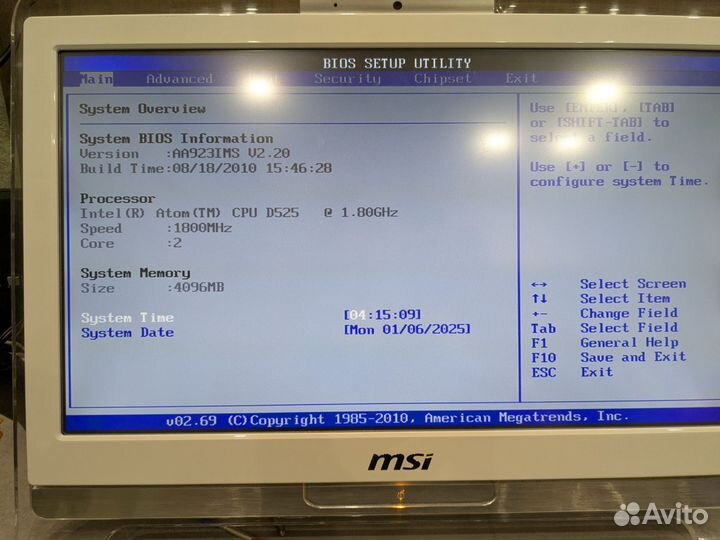 BIOS SETUP UTILITY
Main Advanced Security Chipset Exit
System Overview
System BIOS Information
Version :AA923IMS V2.20
Build Time:08/18/2010 15:46:28
Processor
Intel(R) Atom(TM) CPU D525 @ 1.80GHz
Speed :1800MHz
Core :2
System Memory
Size :4096MB
System Time [04:15:09]
System Date [Mon 01/06/2025]
Use [ENTER], [TAB]
or [SHIFT-TAB] to
select a field.
Use [+] or [-] to
configure system Time.
↔ Select Screen
↑↓ Select Item
+- Change Field
Tab Select Field
F1 General Help
F10 Save and Exit
ESC Exit
v02.69 (C)Copyright 1985-2010, American Megatrends, Inc.
msi
Avito